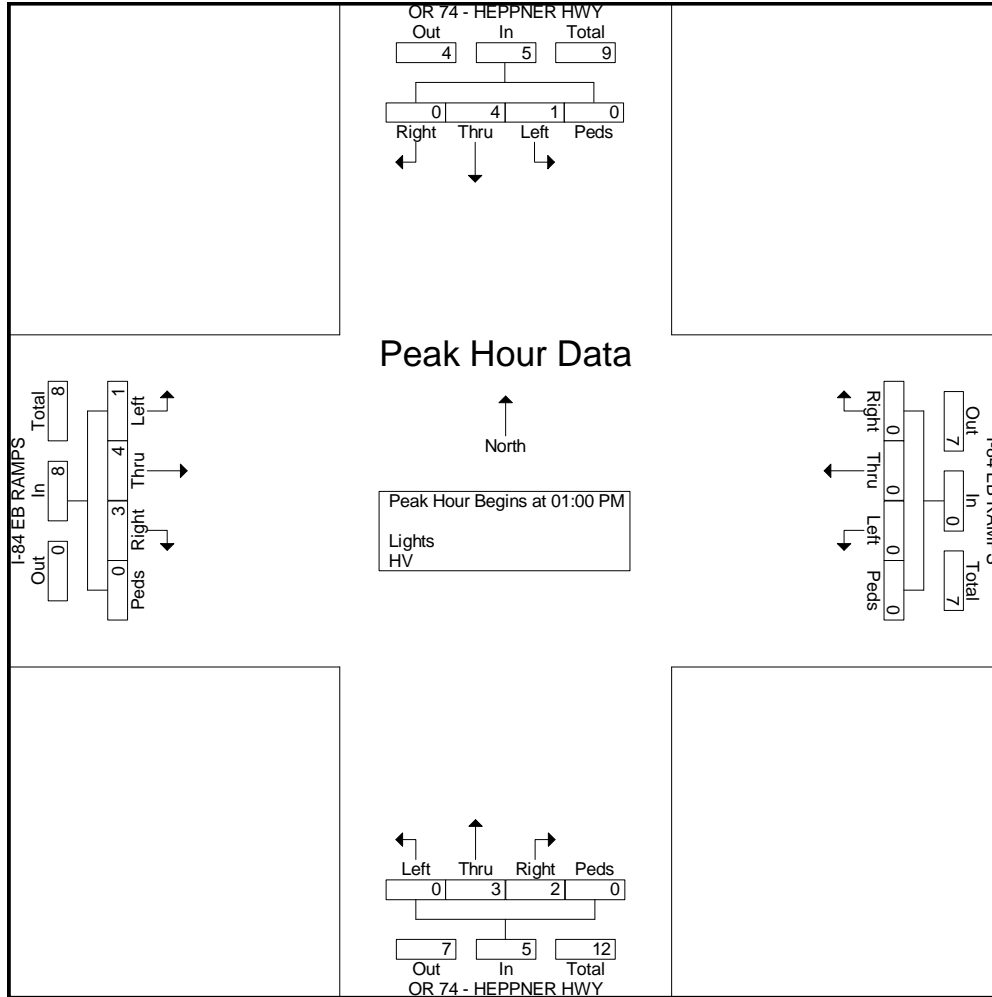 OR 74 - HEPPNER HWY
Out In Total
4 5 9
0 4 1 0
Right Thru Left Peds
Peak Hour Data
North
Peak Hour Begins at 01:00 PM
Lights
HV
I-84 EB RAMPS
Total In Out
8 8 0
1 4 3 0
Left Thru Right Peds
I-84 EB RAMPS
Out In Total
7 0 7
0 0 0 0
Right Thru Left Peds
Left Thru Right Peds
0 3 2 0
7 5 12
Out In Total
OR 74 - HEPPNER HWY